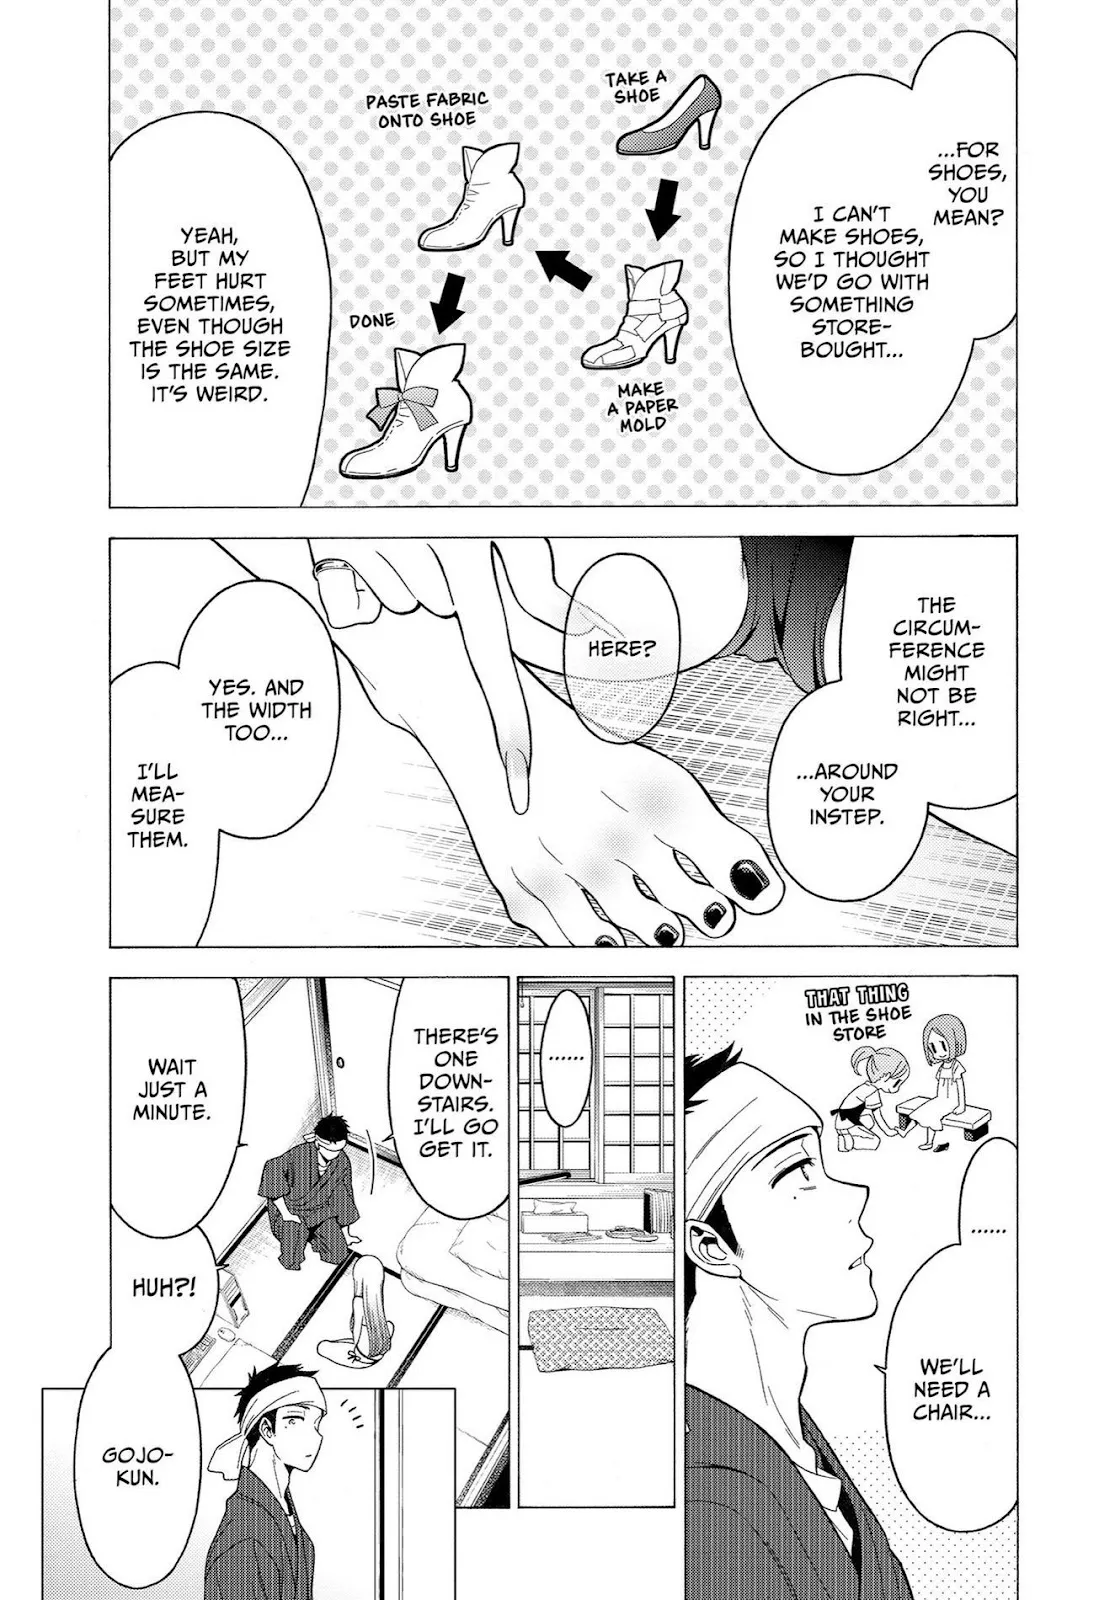 ...FOR
SHOES,
YOU
MEAN?
I CAN'T
MAKE SHOES,
SO I THOUGHT
WE'D GO WITH
SOMETHING
STORE-
BOUGHT...
TAKE A
SHOE
MAKE
A PAPER
MOLD
PASTE FABRIC
ONTO SHOE
DONE
YEAH,
BUT MY
FEET HURT
SOMETIMES,
EVEN THOUGH
THE SHOE SIZE
IS THE SAME.
IT'S WEIRD.
THE
CIRCUM-
FERENCE
MIGHT
NOT BE
RIGHT...
...AROUND
YOUR
INSTEP.
HERE?
YES. AND
THE WIDTH
TOO...
I'LL
MEA-
SURE
THEM.
THAT THING
IN THE SHOE
STORE
......
WE'LL
NEED A
CHAIR...
......
THERE'S
ONE
DOWN-
STAIRS.
I'LL GO
GET IT.
WAIT
JUST A
MINUTE.
HUH?!
GOJO-
KUN.